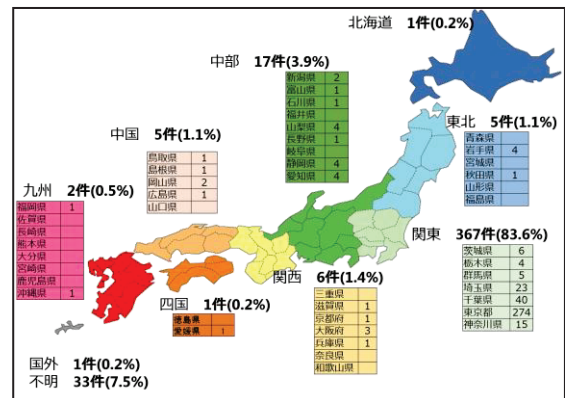 北海道 1件(0.2%)
中部 17件(3.9%)
新潟県 2
富山県 1
石川県 1
福井県
山梨県 4
長野県 1
岐阜県
静岡県 4
愛知県 4
東北 5件(1.1%)
青森県
岩手県 4
宮城県
秋田県 1
山形県
福島県
中国 5件(1.1%)
鳥取県 1
島根県 1
岡山県 2
広島県 1
山口県
九州 2件(0.5%)
福岡県 1
佐賀県
長崎県
熊本県
大分県
宮崎県
鹿児島県
沖縄県 1
関東
367件(83.6%)
茨城県 6
栃木県 4
群馬県 5
埼玉県 23
千葉県 40
東京都 274
神奈川県 15
関西
6件(1.4%)
三重県
滋賀県 1
京都府 1
大阪府 3
兵庫県 1
奈良県
和歌山県
四国 1件(0.2%)
徳島県
愛媛県 1
国外 1件(0.2%)
不明 33件(7.5%)